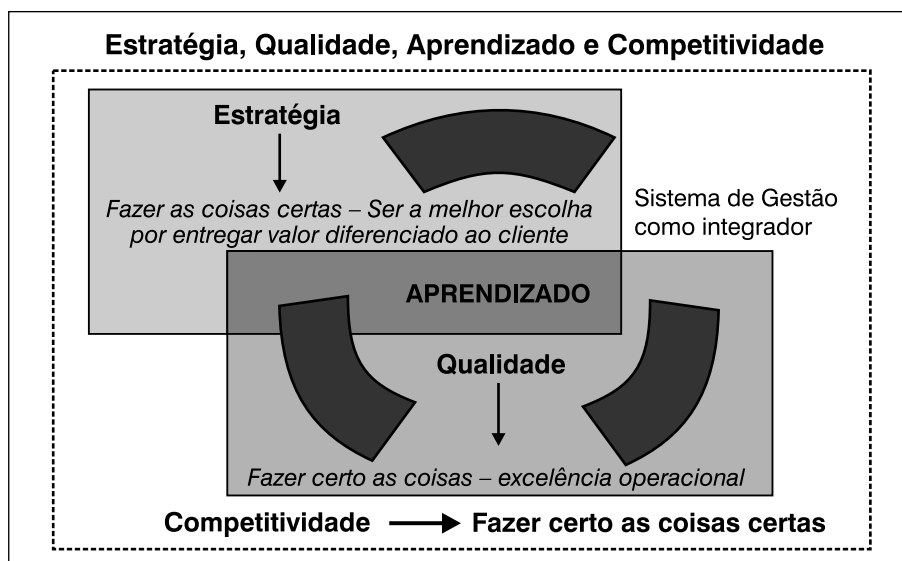 Estratégia, Qualidade, Aprendizado e Competitividade
Estratégia
Fazer as coisas certas – Ser a melhor escolha
por entregar valor diferenciado ao cliente
Sistema de Gestão
como integrador
APRENDIZADO
Qualidade
Fazer certo as coisas – excelência operacional
Competitividade Fazer certo as coisas certas